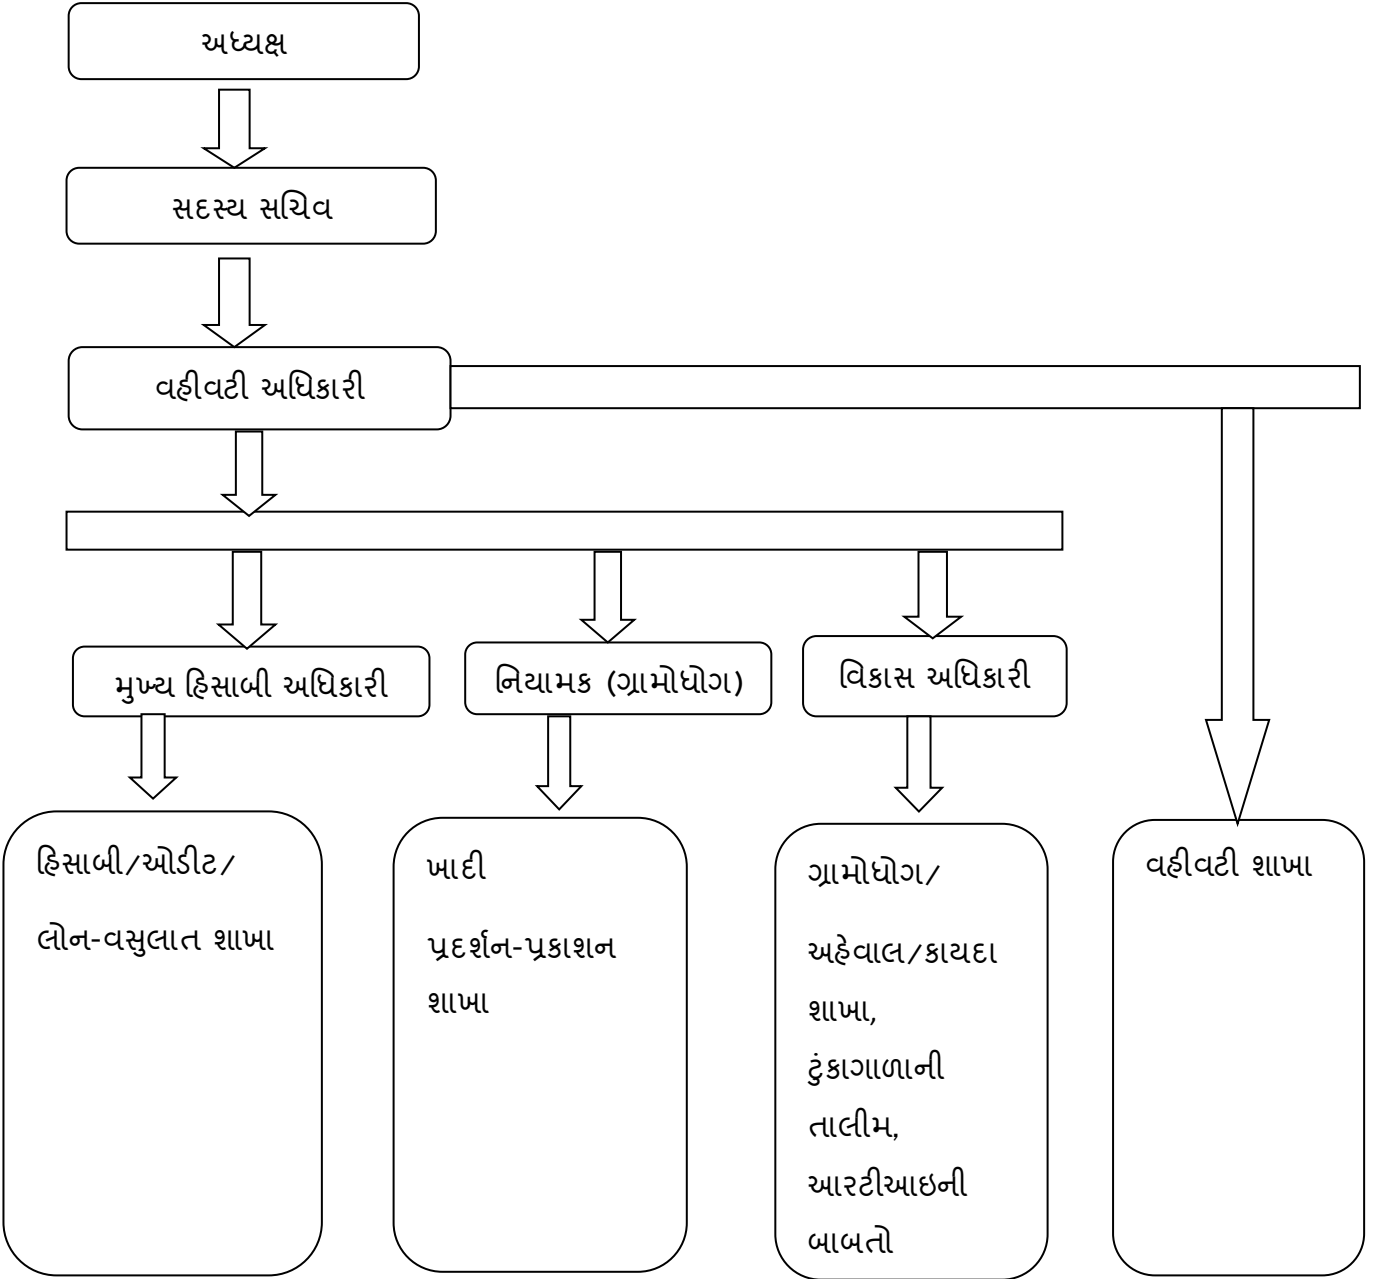 અધ્યક્ષ
સદસ્ય સચિવ
વહીવટી અધિકારી
મુખ્ય હિસાબી અધિકારી
નિયામક (ગ્રામોધોગ)
વિકાસ અધિકારી
હિસાબી/ઓડીટ/
લોન-વસુલાત શાખા
ખાદી
પ્રદર્શન-પ્રકાશન
શાખા
ગ્રામોધોગ/
અહેવાલ/કાયદા
શાખા,
ટુંકાગાળાની
તાલીમ,
આરટીઆઇની
બાબતો
વહીવટી શાખા